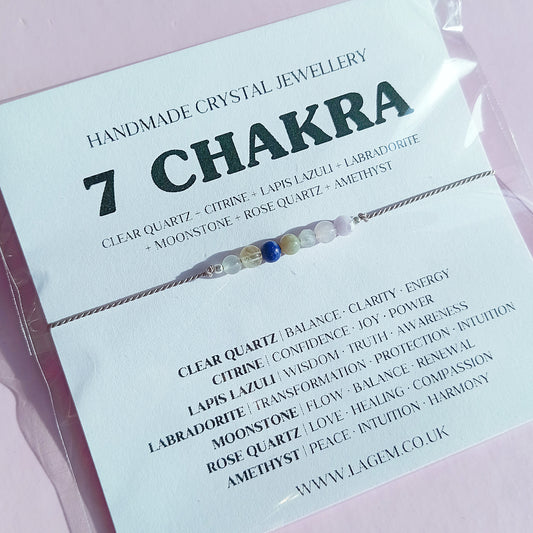 HANDMADE CRYSTAL JEWELLERY
7 CHAKRA
CLEAR QUARTZ + CITRINE + LAPIS LAZULI + LABRADORITE
+ MOONSTONE + ROSE QUARTZ + AMETHYST
CLEAR QUARTZ | BALANCE · CLARITY · ENERGY
CITRINE | CONFIDENCE · JOY · POWER
LAPIS LAZULI | WISDOM · TRUTH · AWARENESS
LABRADORITE | TRANSFORMATION · PROTECTION · INTUITION
MOONSTONE | FLOW · BALANCE · RENEWAL
ROSE QUARTZ | LOVE · HEALING · COMPASSION
AMETHYST | PEACE · INTUITION · HARMONY
WWW.LAGEM.CO.UK